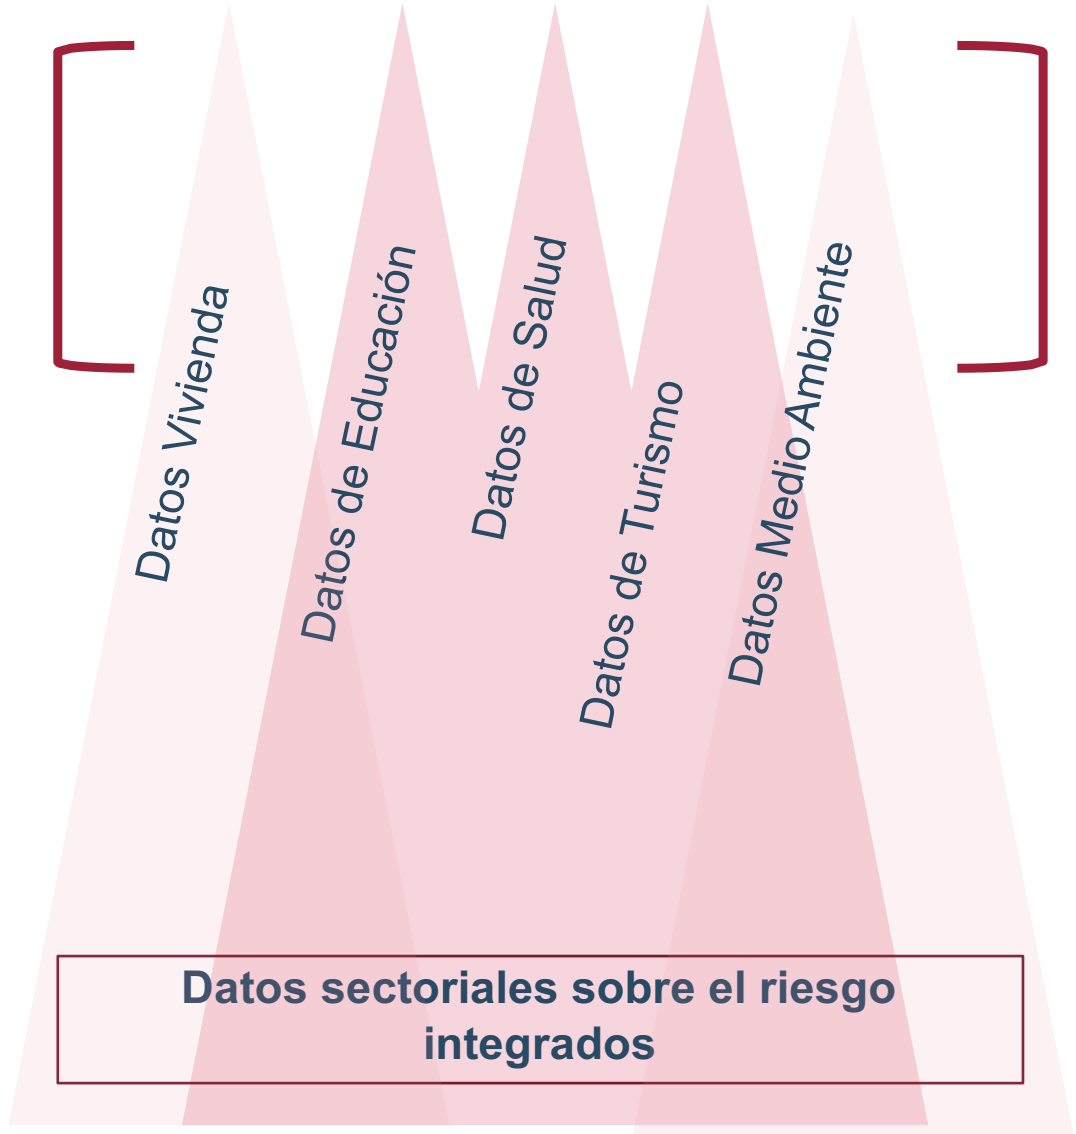 Datos Vivienda
Datos de Educación
Datos de Salud
Datos de Turismo
Datos Medio Ambiente
Datos sectoriales sobre el riesgo
integrados